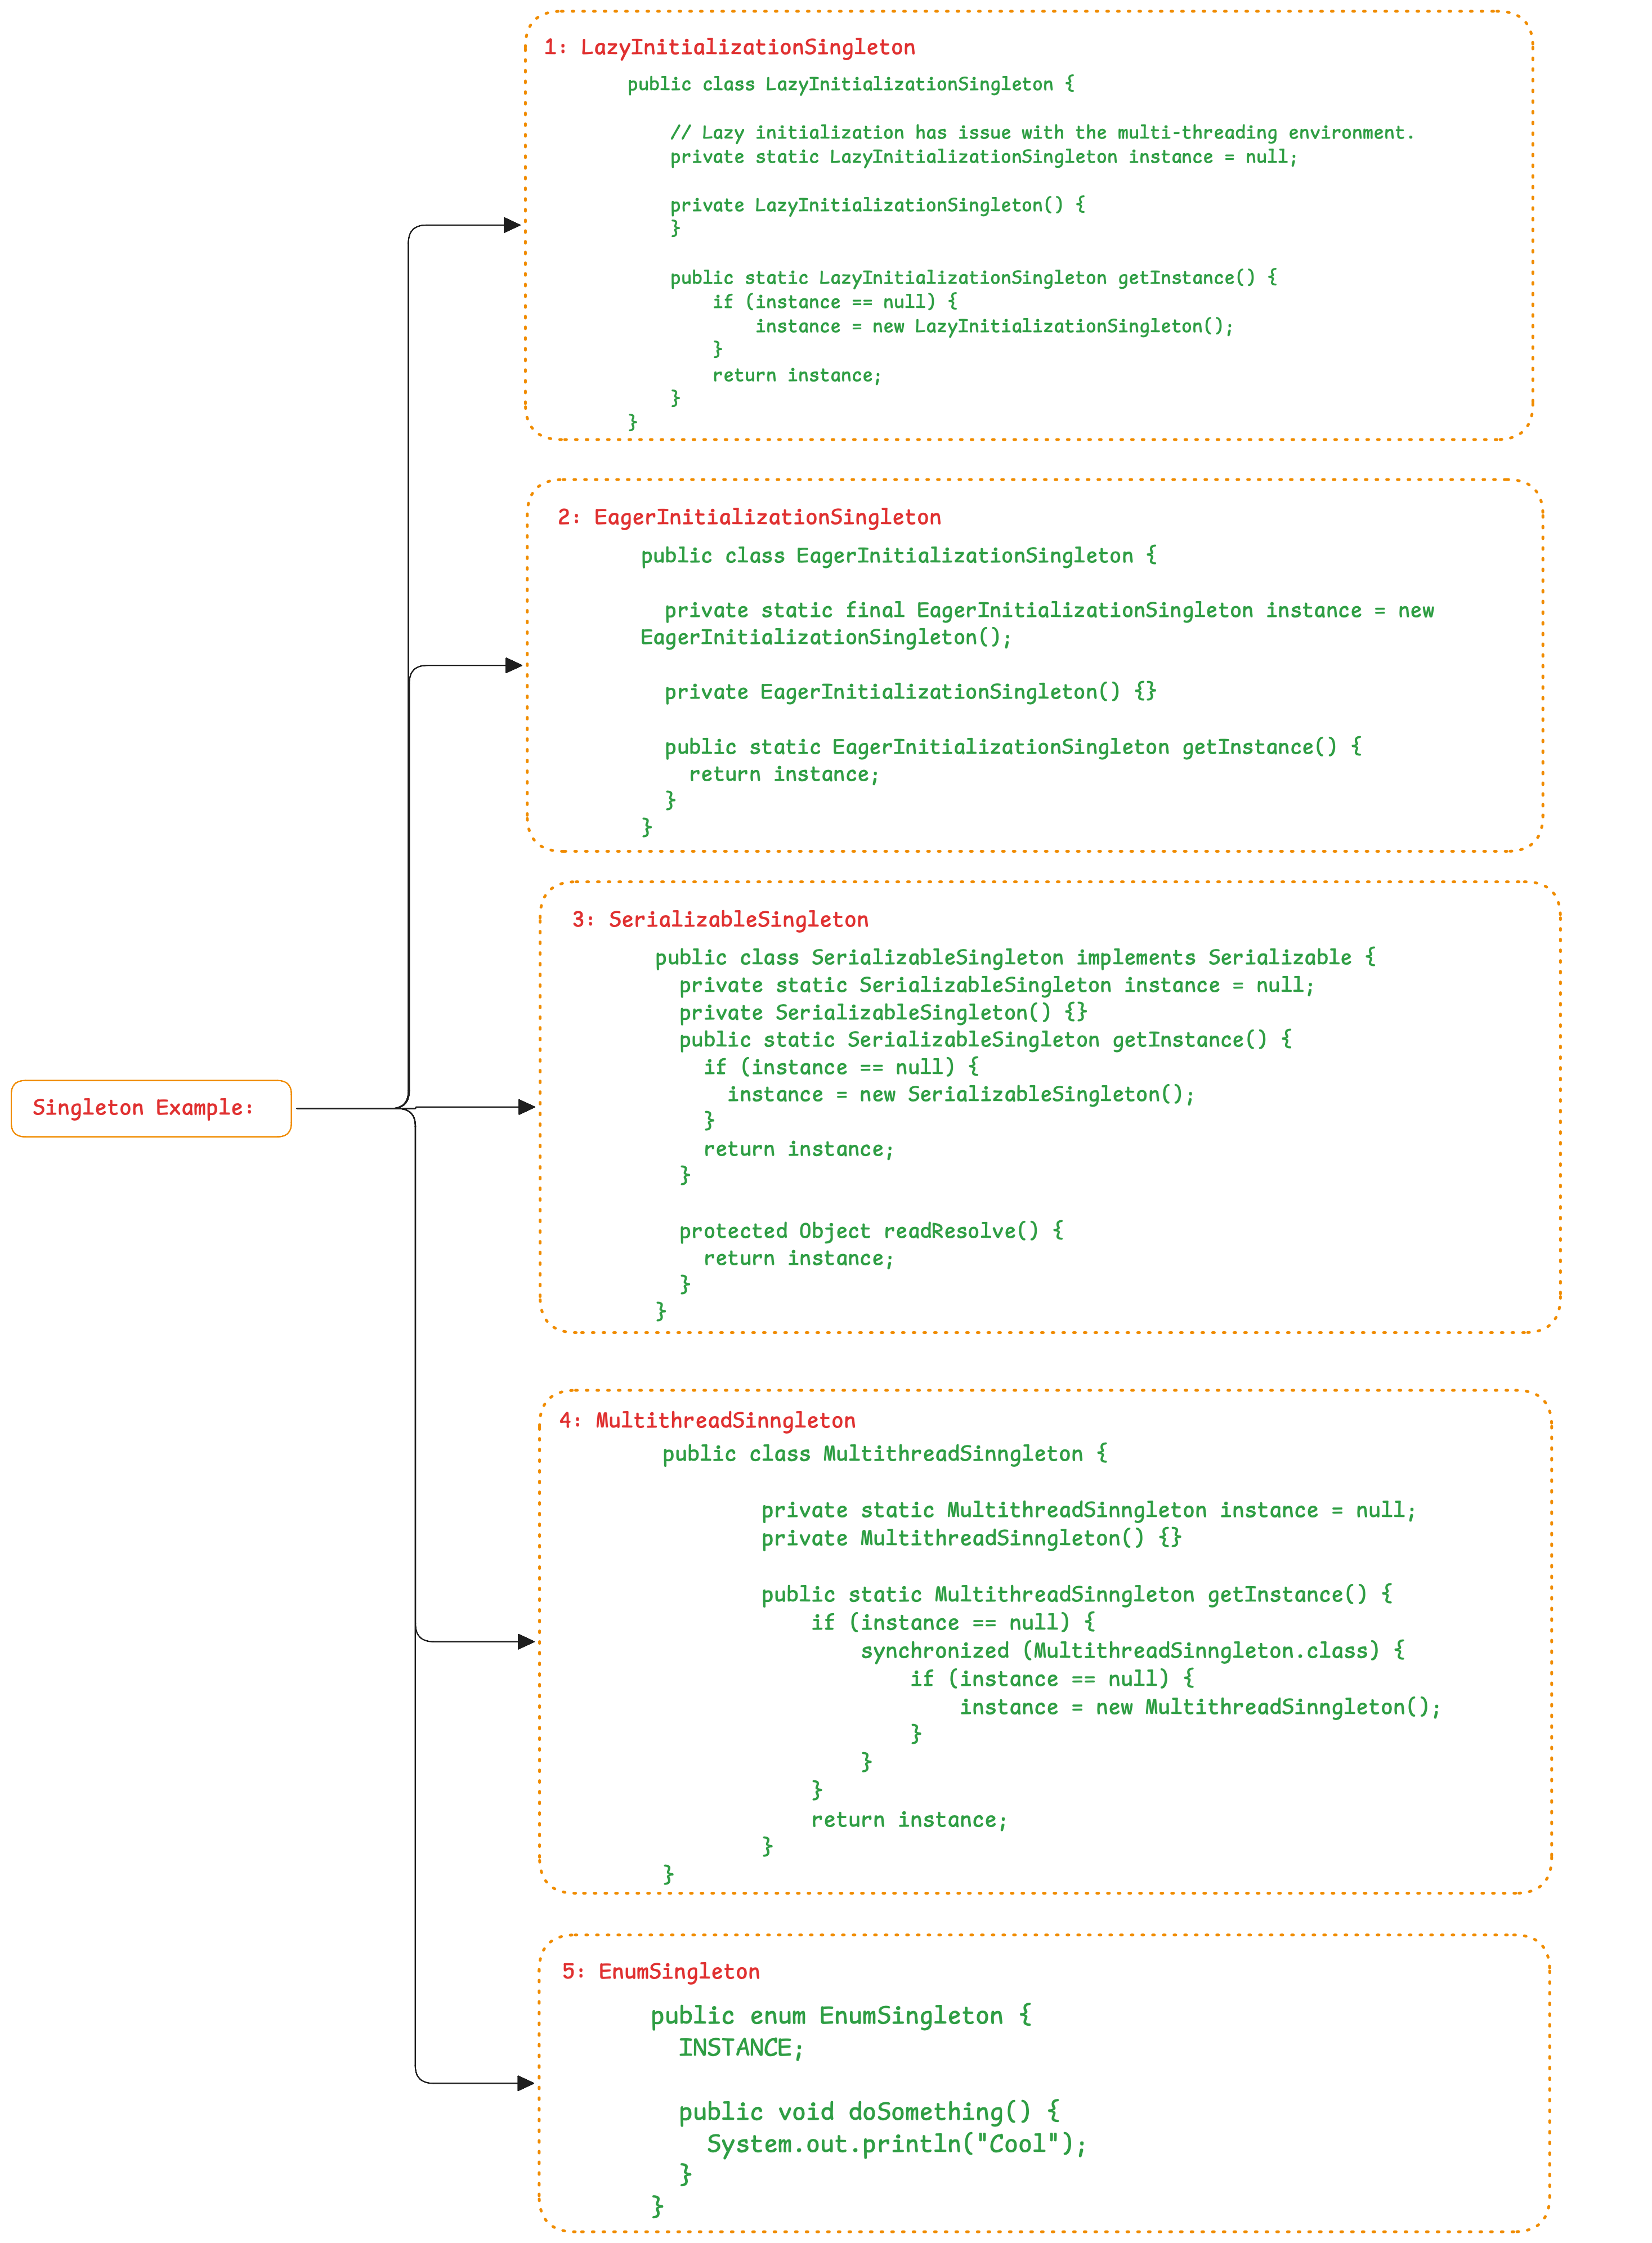 Singleton Example:
1: LazyInitializationSingleton
public class LazyInitializationSingleton {
// Lazy initialization has issue with the multi-threading environment.
private static LazyInitializationSingleton instance = null;
private LazyInitializationSingleton() {
}
public static LazyInitializationSingleton getInstance() {
if (instance == null) {
instance = new LazyInitializationSingleton();
}
return instance;
}
}
2: EagerInitializationSingleton
public class EagerInitializationSingleton {
private static final EagerInitializationSingleton instance = new
EagerInitializationSingleton();
private EagerInitializationSingleton() {}
public static EagerInitializationSingleton getInstance() {
return instance;
}
}
3: SerializableSingleton
public class SerializableSingleton implements Serializable {
private static SerializableSingleton instance = null;
private SerializableSingleton() {}
public static SerializableSingleton getInstance() {
if (instance == null) {
instance = new SerializableSingleton();
}
return instance;
}
protected Object readResolve() {
return instance;
}
}
4: MultithreadSinngleton
public class MultithreadSinngleton {
private static MultithreadSinngleton instance = null;
private MultithreadSinngleton() {}
public static MultithreadSinngleton getInstance() {
if (instance == null) {
synchronized (MultithreadSinngleton.class) {
if (instance == null) {
instance = new MultithreadSinngleton();
}
}
}
return instance;
}
}
5: EnumSingleton
public enum EnumSingleton {
INSTANCE;
public void doSomething() {
System.out.println("Cool");
}
}